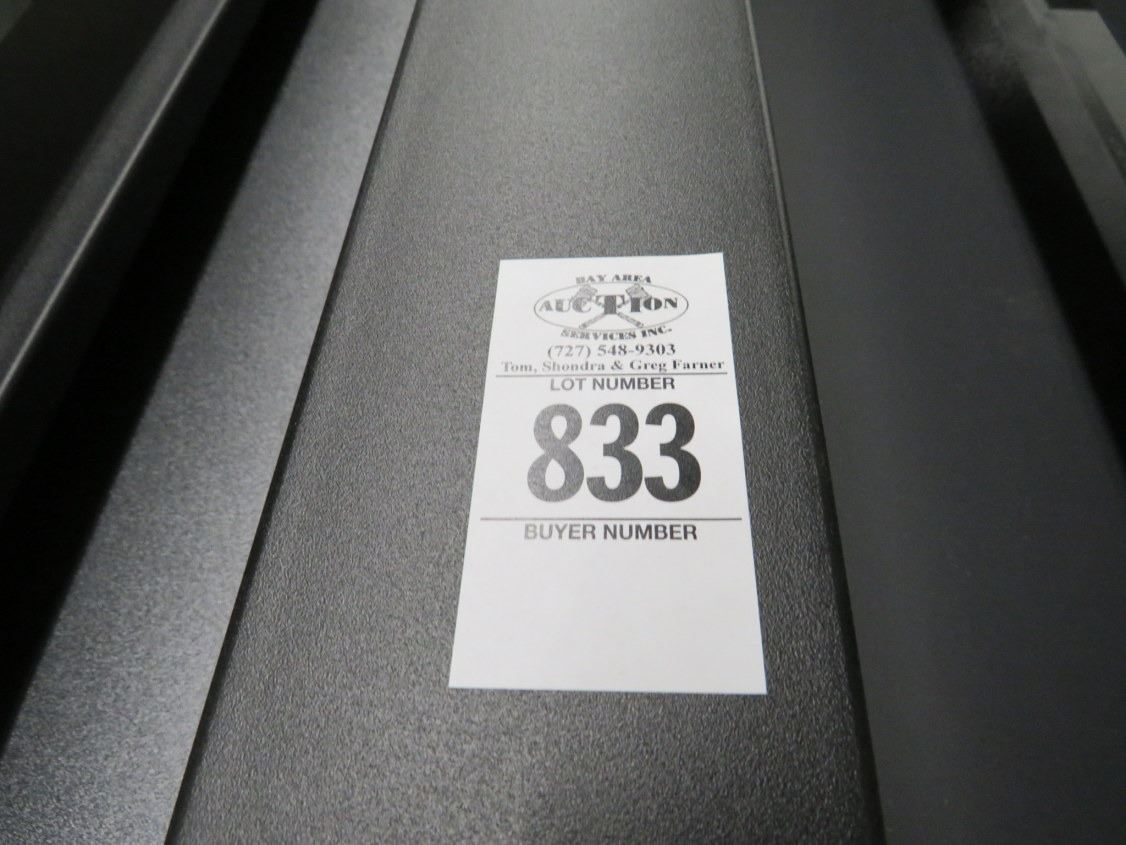 BAY AREA
AUCTION
SERVICES INC.
(727) 548-9303
Tom, Shondra & Greg Farner
LOT NUMBER
833
BUYER NUMBER